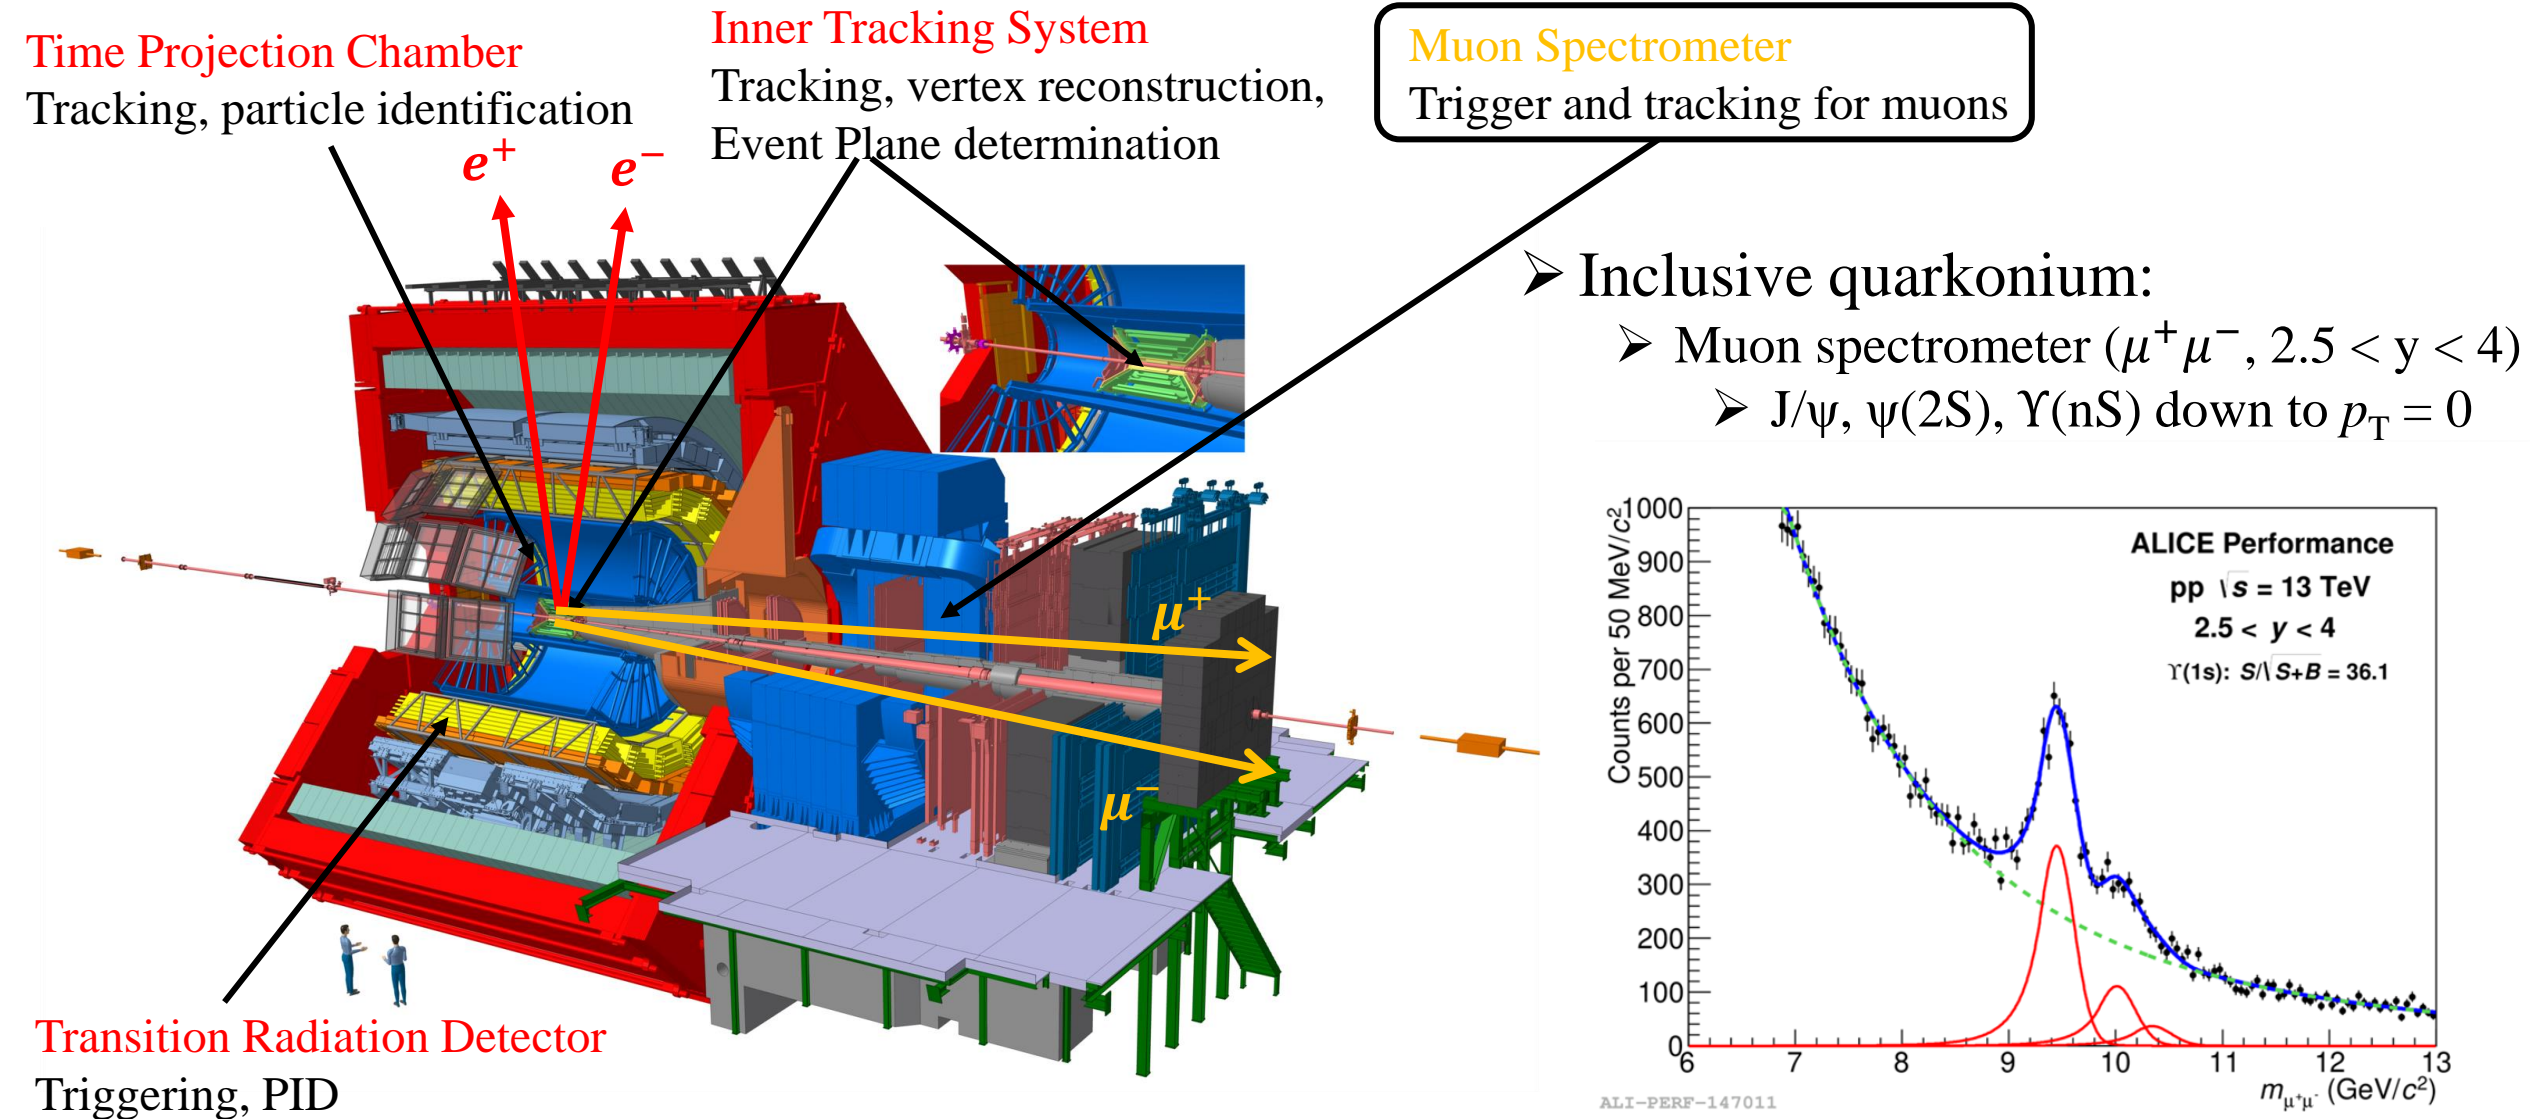 Time Projection Chamber
Tracking, particle identification
Inner Tracking System
Tracking, vertex reconstruction,
Event Plane determination
Muon Spectrometer
Trigger and tracking for muons
e⁺
e⁻
➢ Inclusive quarkonium:
➢ Muon spectrometer (μ⁺μ⁻, 2.5 < y < 4)
➢ J/ψ, ψ(2S), ϒ(nS) down to p_T = 0
μ⁺
μ⁻
Transition Radiation Detector
Triggering, PID
Counts per 50 MeV/c²
1000
900
800
700
600
500
400
300
200
100
0
ALICE Performance
pp √s = 13 TeV
2.5 < y < 4
ϒ(1s): S/√S+B = 36.1
6 7 8 9 10 11 12 13
m_μ⁺μ⁻ (GeV/c²)
ALI-PERF-147011